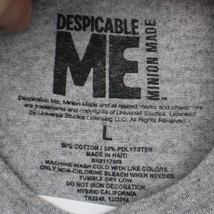 DESPICABLE
ME
MINION MADE
Despicable Me, Minion Made and all related marks and characters
are trademarks and copyrights of Universal Studios. Licensed
by Universal Studios Licensing LLC. All Rights Reserved.
L
50% COTTON / 50% POLYESTER
MADE IN HAITI
MACHINE WASH COLD WITH LIKE COLORS.
ONLY NON-CHLORINE BLEACH WHEN NEEDED.
TUMBLE DRY LOW.
DO NOT IRON DECORATION.
HYBRID CALIFORNIA
12/2014